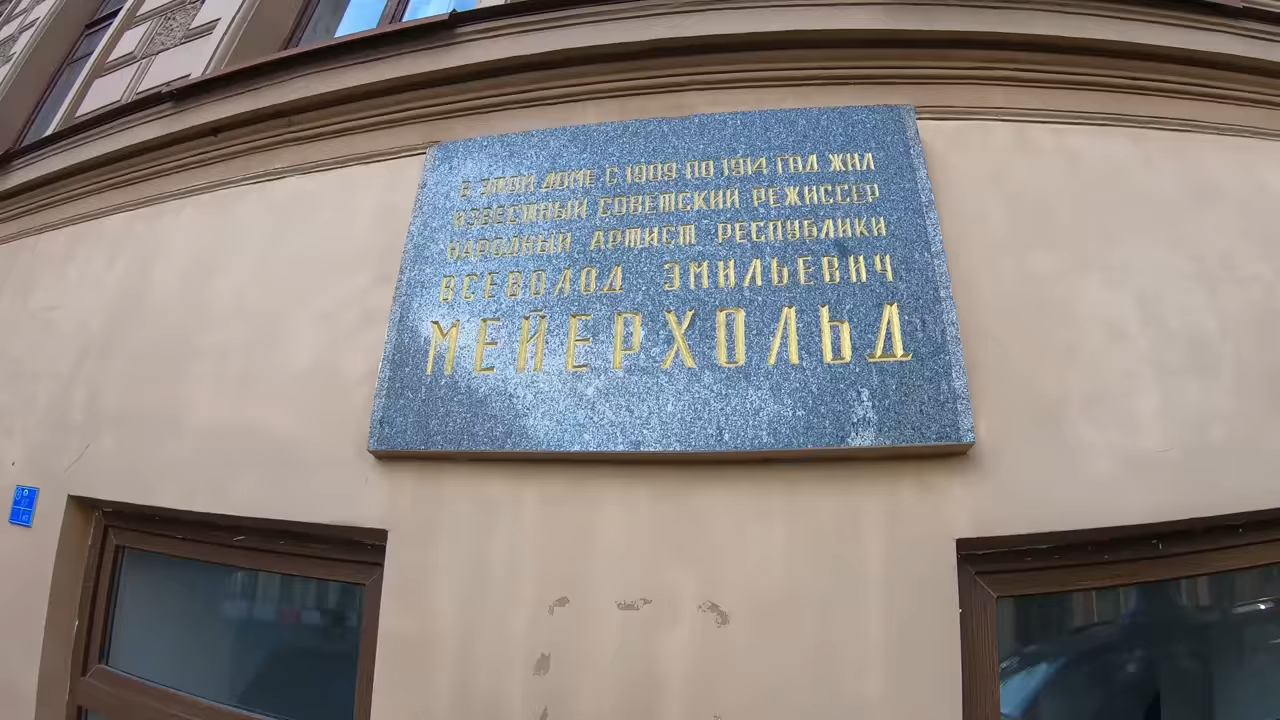 В ЭТОМ ДОМЕ С 1909 ПО 1914 ГОД ЖИЛ
ИЗВЕСТНЫЙ СОВЕТСКИЙ РЕЖИССЕР
НАРОДНЫЙ АРТИСТ РЕСПУБЛИКИ
ВСЕВОЛОД ЭМИЛЬЕВИЧ
МЕЙЕРХОЛЬД